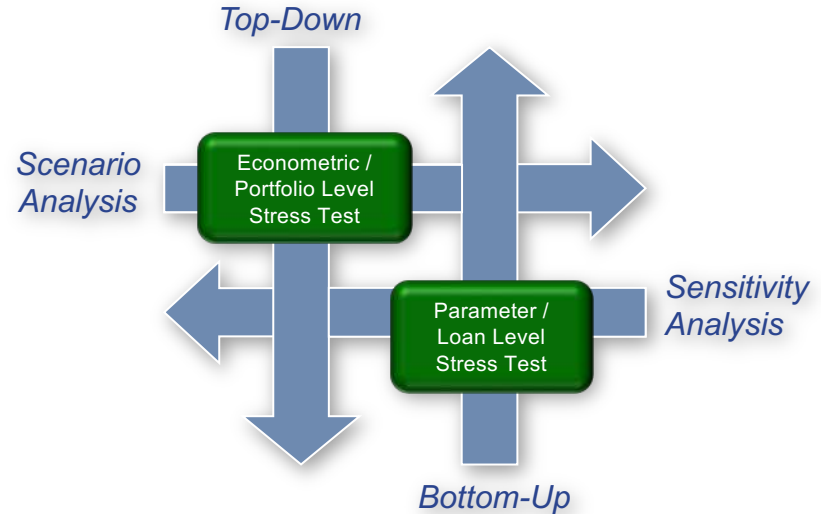 Top-Down
Scenario
Analysis
Econometric /
Portfolio Level
Stress Test
Parameter /
Loan Level
Stress Test
Sensitivity
Analysis
Bottom-Up